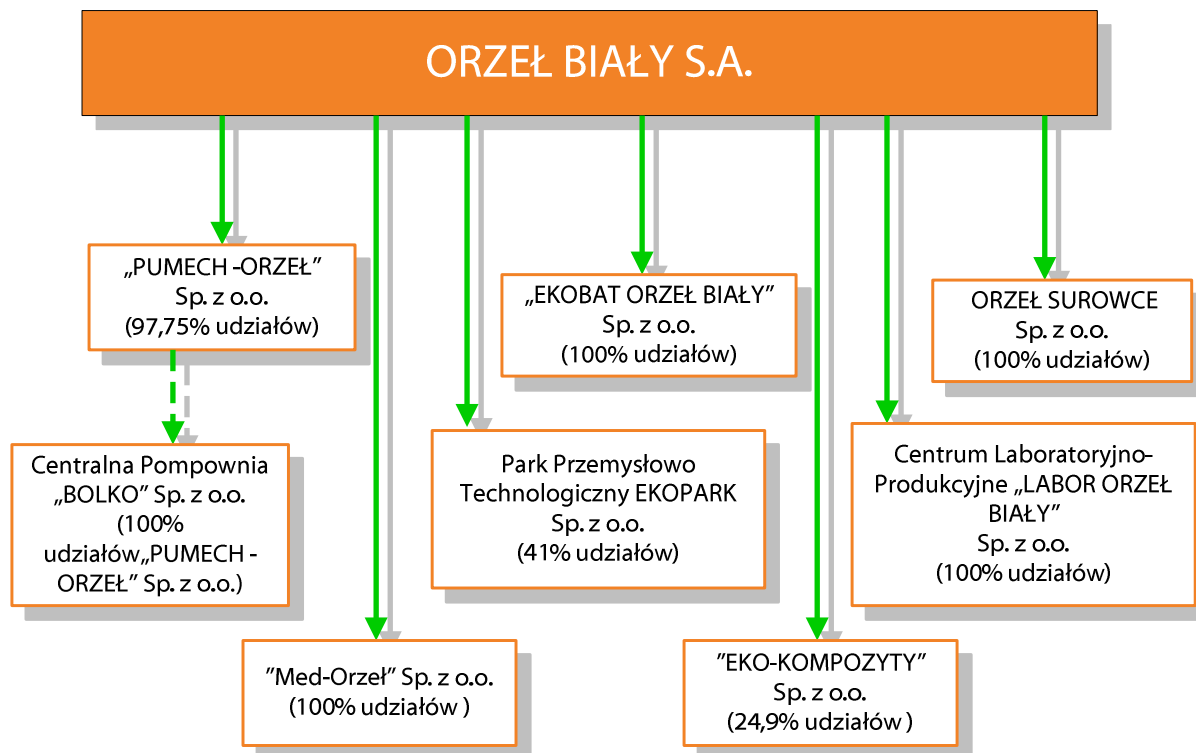 ORZEŁ BIAŁY S.A.
„PUMECH -ORZEŁ”
Sp. z o.o.
(97,75% udziałów)
„EKOBAT ORZEŁ BIAŁY”
Sp. z o.o.
(100% udziałów)
ORZEŁ SUROWCE
Sp. z o.o.
(100% udziałów)
Centralna Pompownia
„BOLKO” Sp. z o.o.
(100%
udziałów„PUMECH -
ORZEŁ” Sp. z o.o.)
Park Przemysłowo
Technologiczny EKOPARK
Sp. z o.o.
(41% udziałów)
Centrum Laboratoryjno-
Produkcyjne „LABOR ORZEŁ
BIAŁY”
Sp. z o.o.
(100% udziałów)
”Med-Orzeł” Sp. z o.o.
(100% udziałów )
”EKO-KOMPOZYTY”
Sp. z o.o.
(24,9% udziałów )